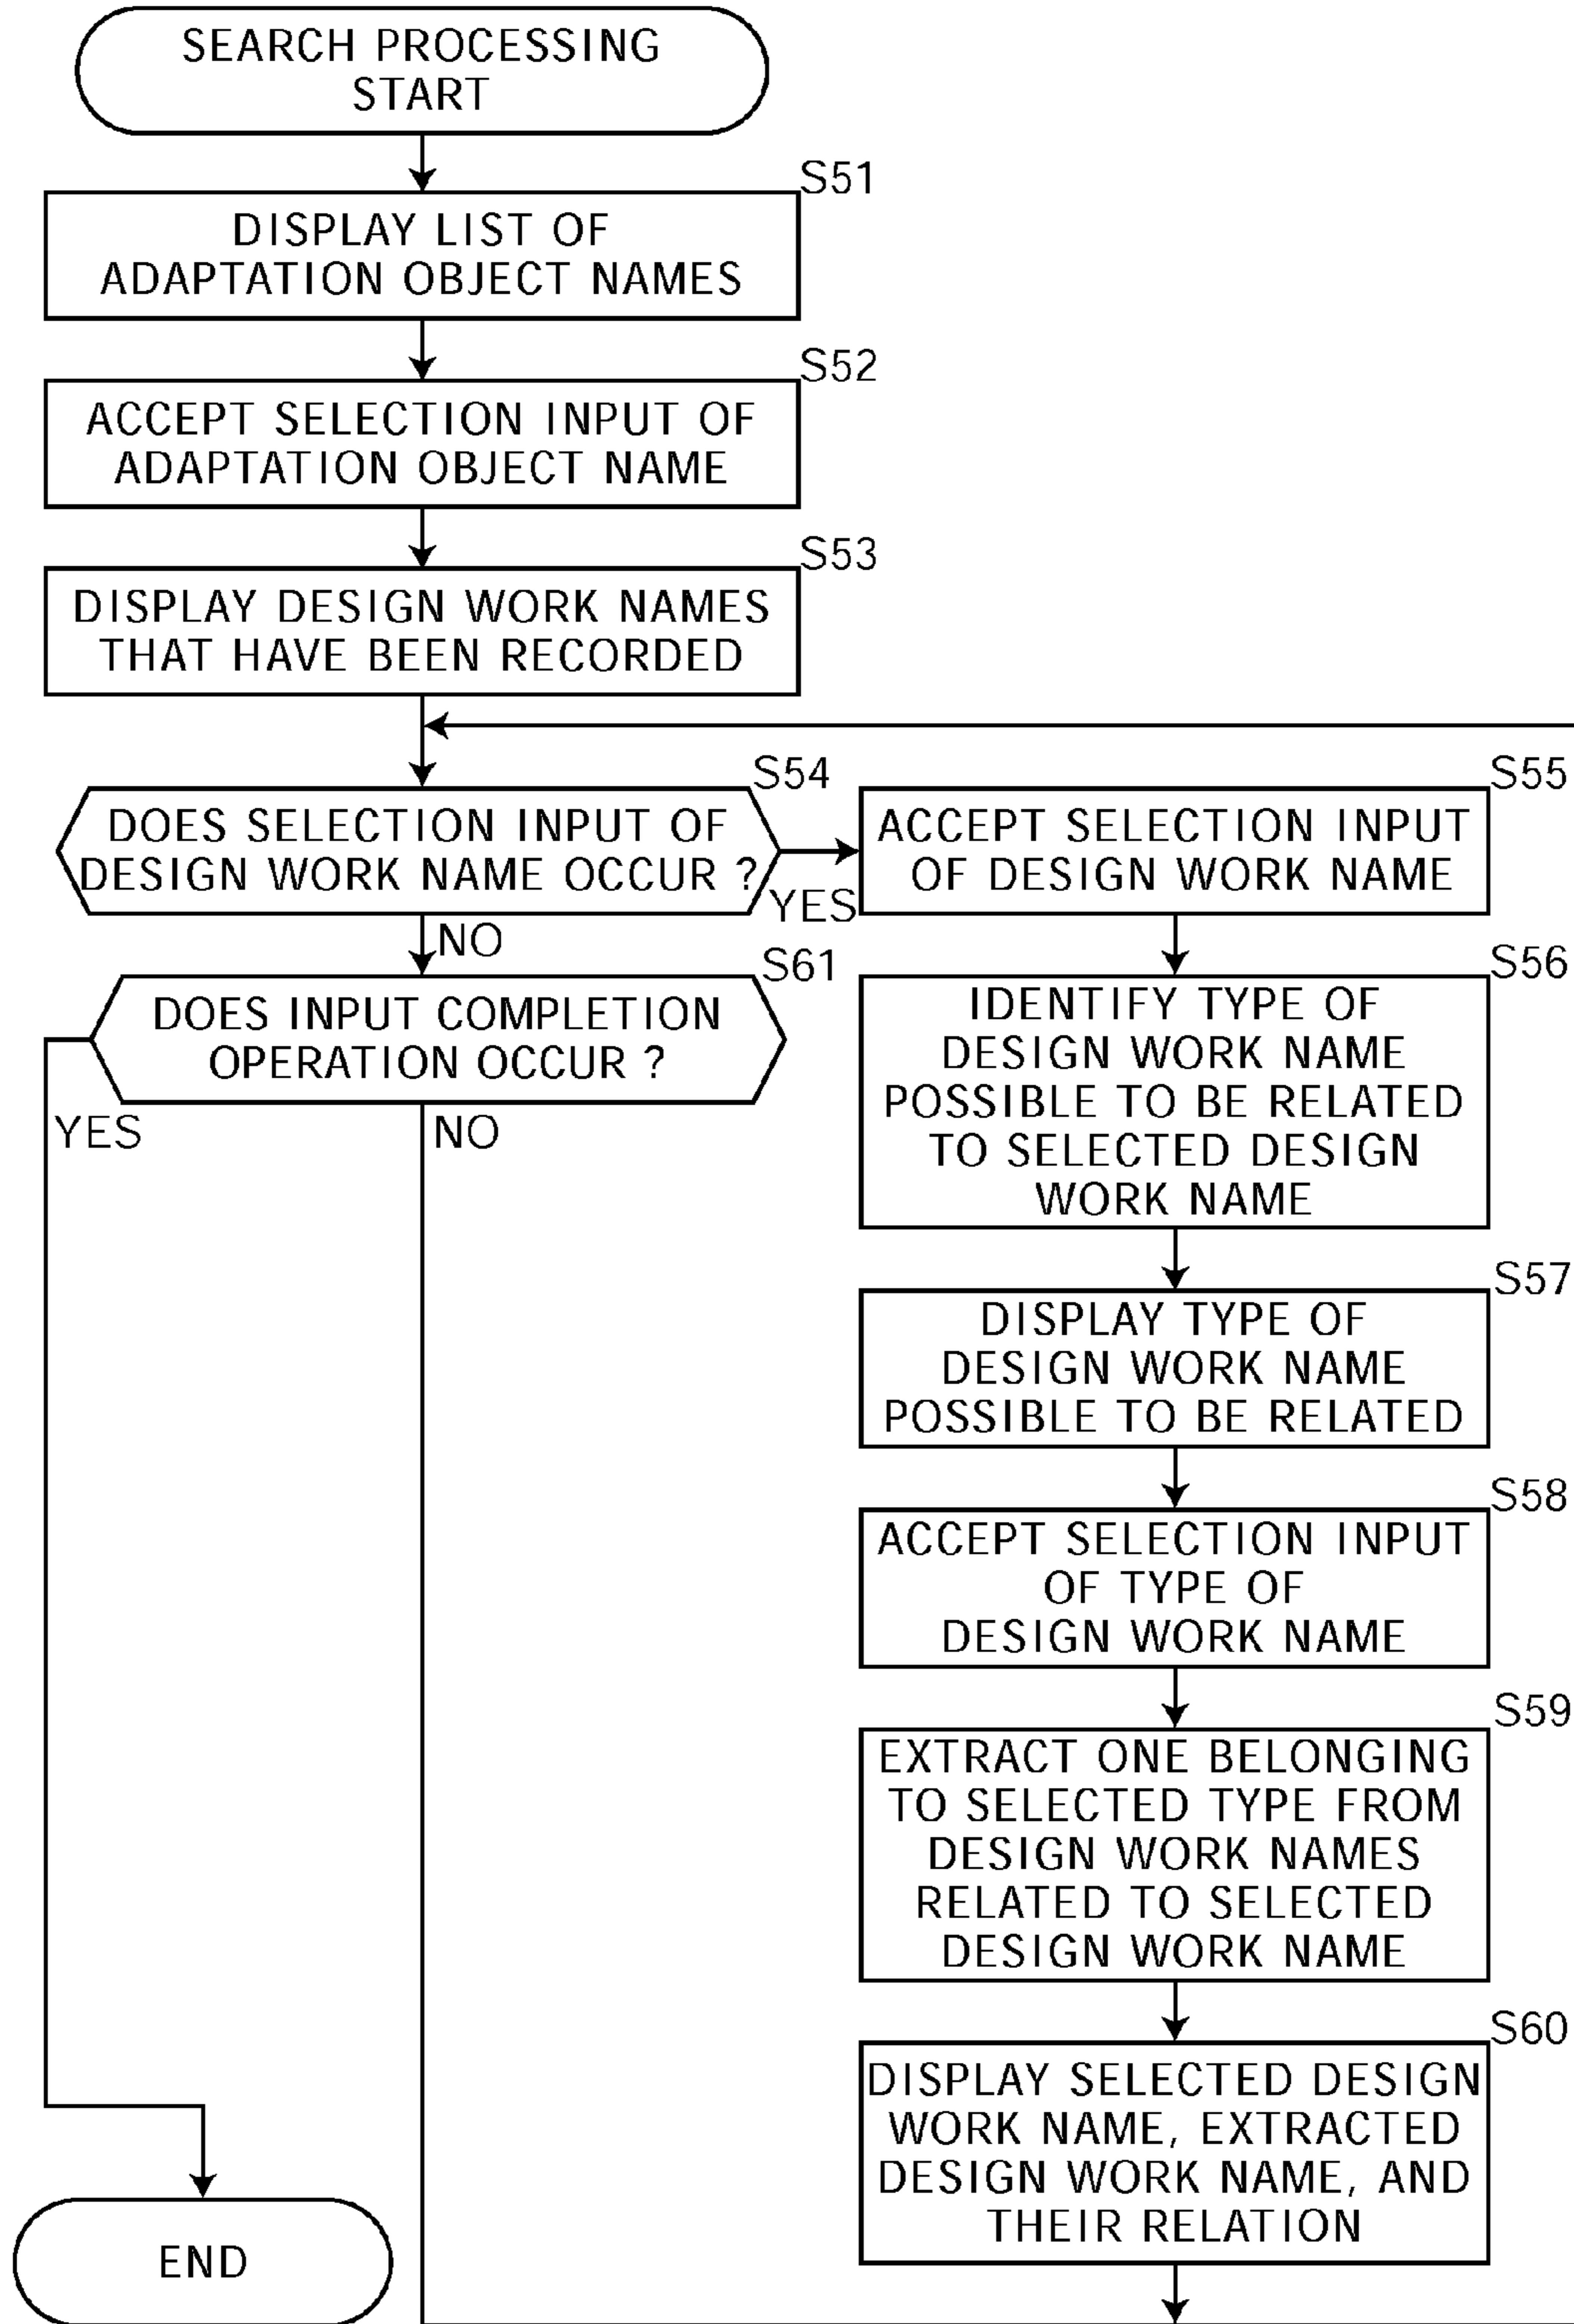 SEARCH PROCESSING
START
S51
DISPLAY LIST OF
ADAPTATION OBJECT NAMES
S52
ACCEPT SELECTION INPUT OF
ADAPTATION OBJECT NAME
S53
DISPLAY DESIGN WORK NAMES
THAT HAVE BEEN RECORDED
S54
DOES SELECTION INPUT OF
DESIGN WORK NAME OCCUR ?
YES
NO
S61
DOES INPUT COMPLETION
OPERATION OCCUR ?
YES
NO
S55
ACCEPT SELECTION INPUT
OF DESIGN WORK NAME
S56
IDENTIFY TYPE OF
DESIGN WORK NAME
POSSIBLE TO BE RELATED
TO SELECTED DESIGN
WORK NAME
S57
DISPLAY TYPE OF
DESIGN WORK NAME
POSSIBLE TO BE RELATED
S58
ACCEPT SELECTION INPUT
OF TYPE OF
DESIGN WORK NAME
S59
EXTRACT ONE BELONGING
TO SELECTED TYPE FROM
DESIGN WORK NAMES
RELATED TO SELECTED
DESIGN WORK NAME
S60
DISPLAY SELECTED DESIGN
WORK NAME, EXTRACTED
DESIGN WORK NAME, AND
THEIR RELATION
END